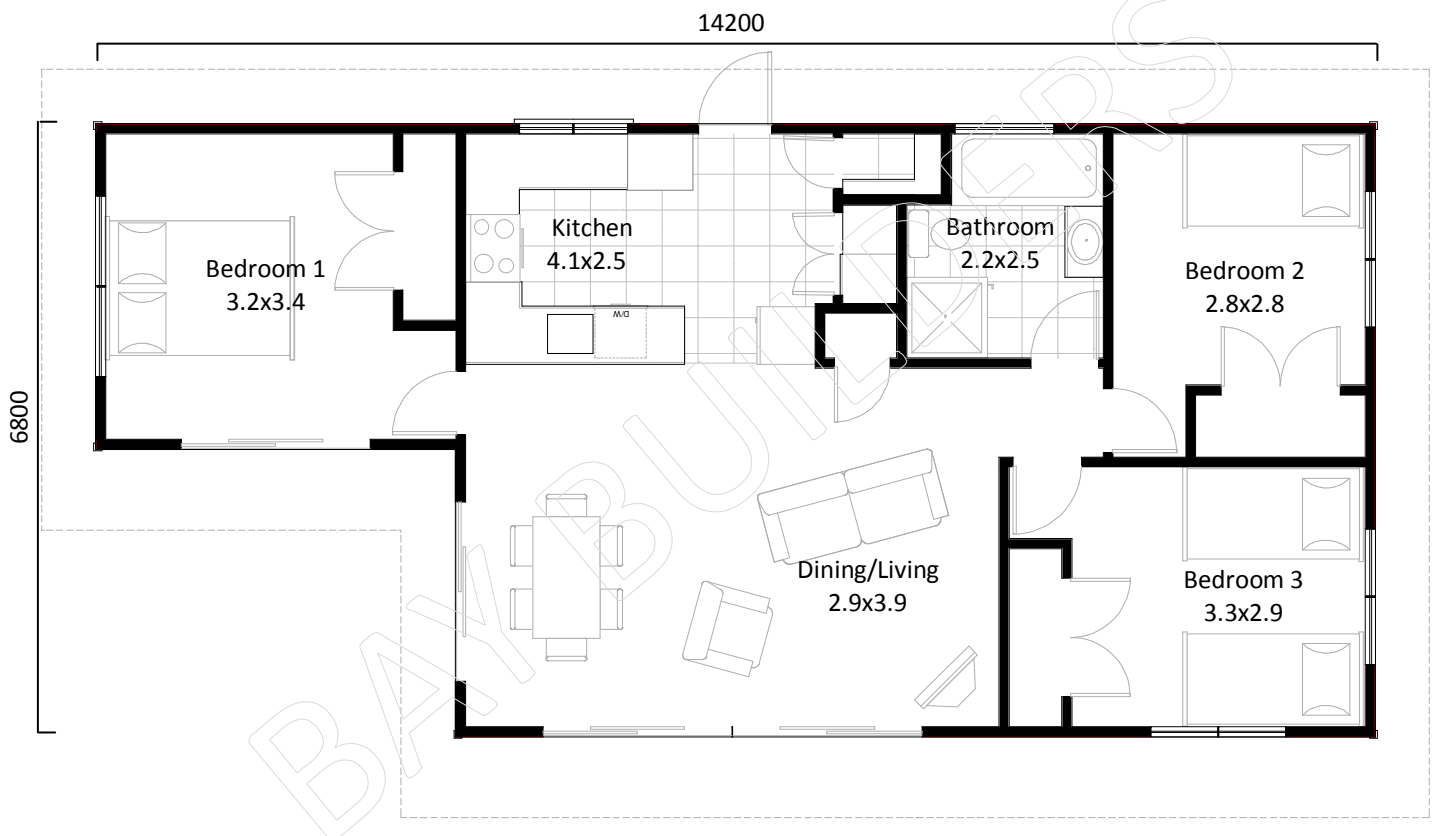 14200
6800
Bedroom 1
3.2x3.4
Kitchen
4.1x2.5
D/W
Bathroom
2.2x2.5
Bedroom 2
2.8x2.8
Dining/Living
2.9x3.9
Bedroom 3
3.3x2.9
BAY BUILDERS